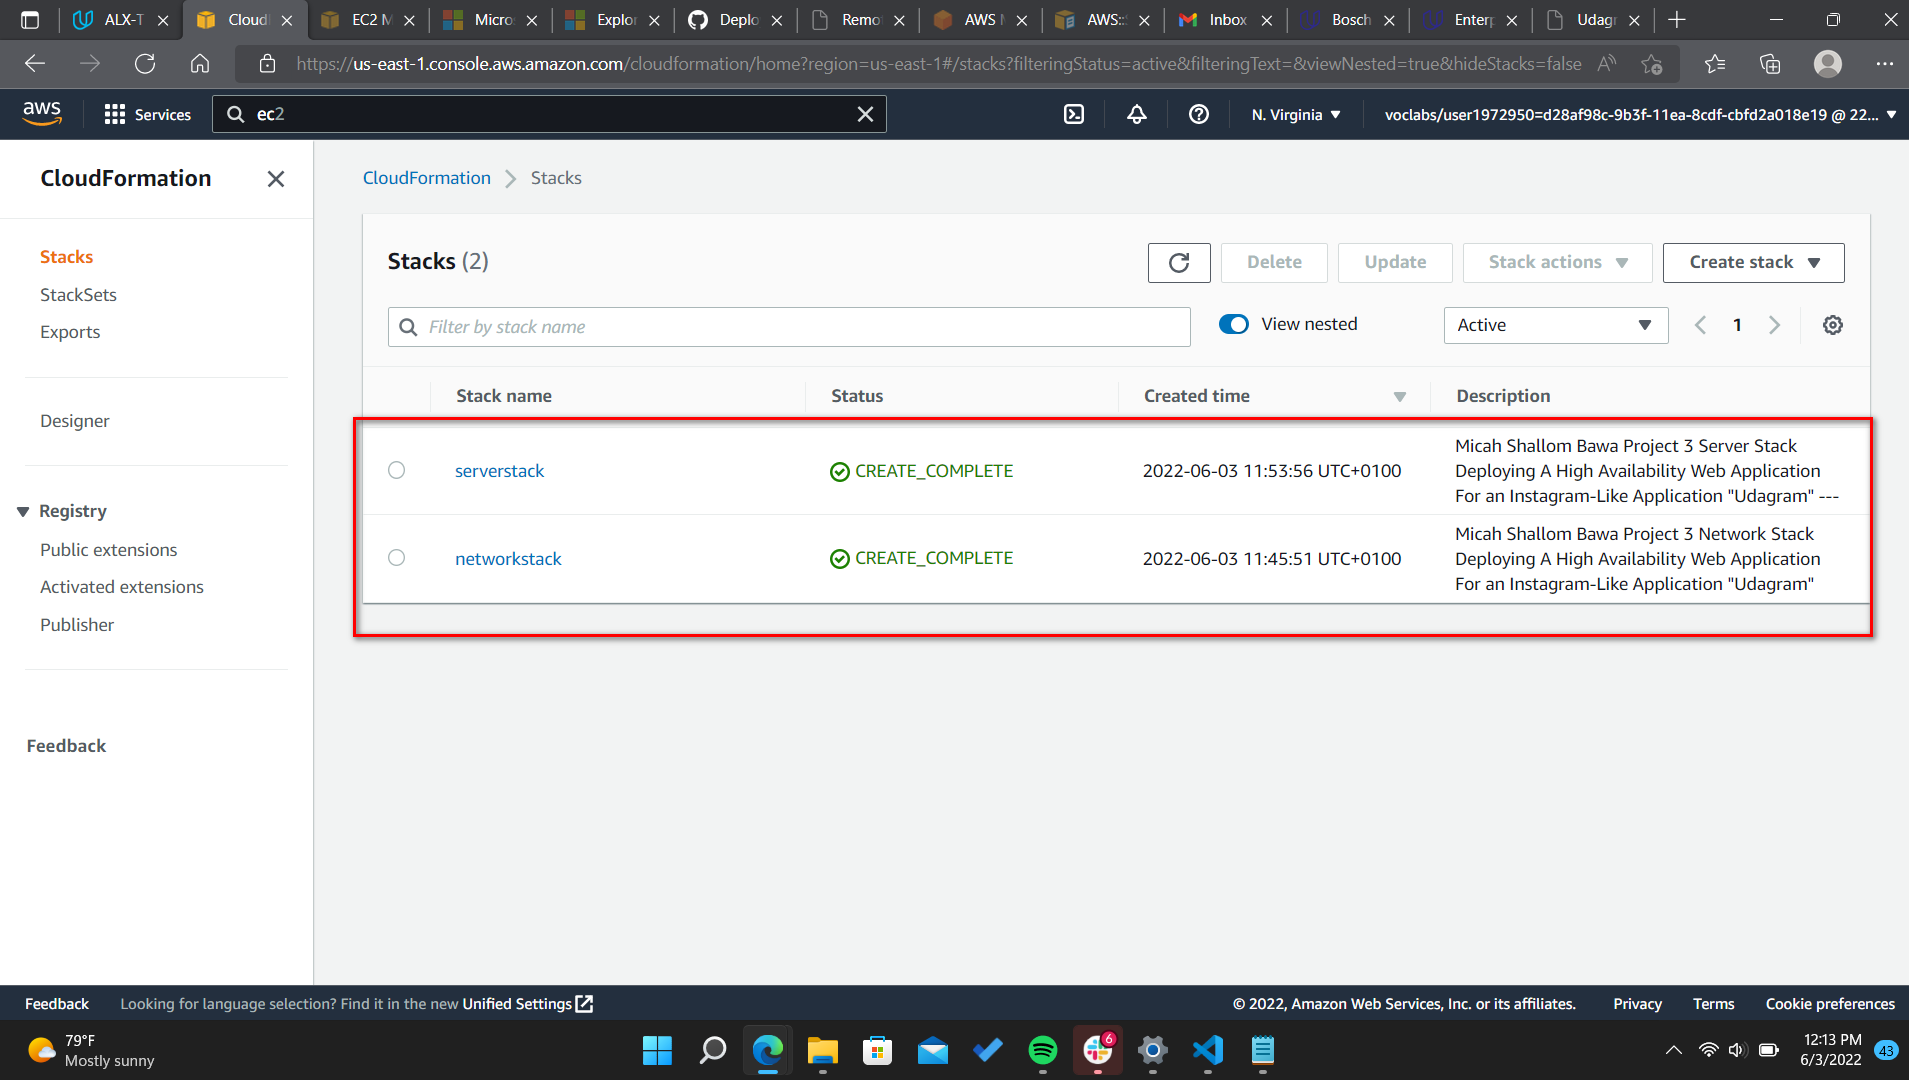 ALX-T
Cloud
EC2 M
Micro
Explor
Deplo
Remo
AWS M
AWS::
Inbox
Bosch
Enterp
Udagr
https://us-east-1.console.aws.amazon.com/cloudformation/home?region=us-east-1#/stacks?filteringStatus=active&filteringText=&viewNested=true&hideStacks=false
aws
Services
ec2
N. Virginia
voclabs/user1972950=d28af98c-9b3f-11ea-8cdf-cbfd2a018e19 @ 22...
CloudFormation
Stacks
StackSets
Exports
Designer
Registry
Public extensions
Activated extensions
Publisher
Feedback
CloudFormation > Stacks
Stacks (2)
Delete
Update
Stack actions
Create stack
Filter by stack name
View nested
Active
1
Stack name
Status
Created time
Description
serverstack
CREATE_COMPLETE
2022-06-03 11:53:56 UTC+0100
Micah Shallom Bawa Project 3 Server Stack
Deploying A High Availability Web Application
For an Instagram-Like Application "Udagram" ---
networkstack
CREATE_COMPLETE
2022-06-03 11:45:51 UTC+0100
Micah Shallom Bawa Project 3 Network Stack
Deploying A High Availability Web Application
For an Instagram-Like Application "Udagram"
Feedback
Looking for language selection? Find it in the new Unified Settings
© 2022, Amazon Web Services, Inc. or its affiliates.
Privacy
Terms
Cookie preferences
79°F
Mostly sunny
6
12:13 PM
6/3/2022
43